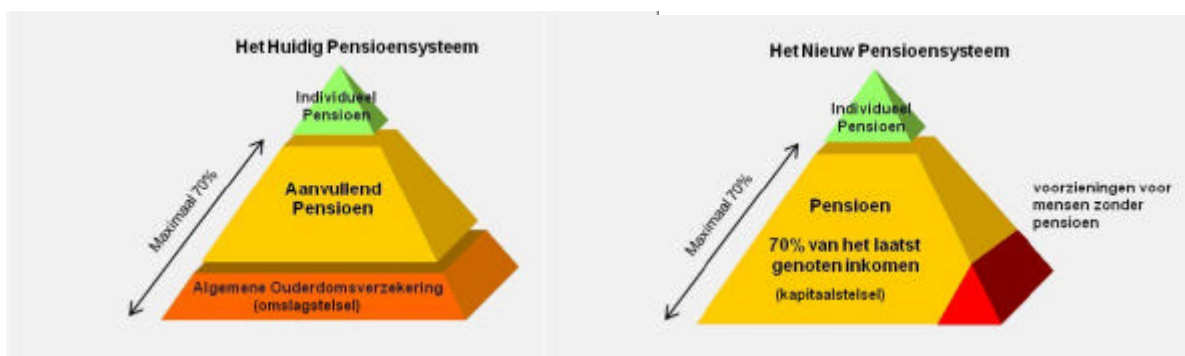 Het Huidig Pensioensysteem
Individueel
Pensioen
Maximaal 70%
Aanvullend
Pensioen
Algemene Ouderdomsverzekering
(omslagstelsel)
Het Nieuw Pensioensysteem
Individueel
Pensioen
Maximaal 70%
Pensioen
70% van het laatst
genoten inkomen
(kapitaalstelsel)
voorzieningen voor
mensen zonder
pensioen